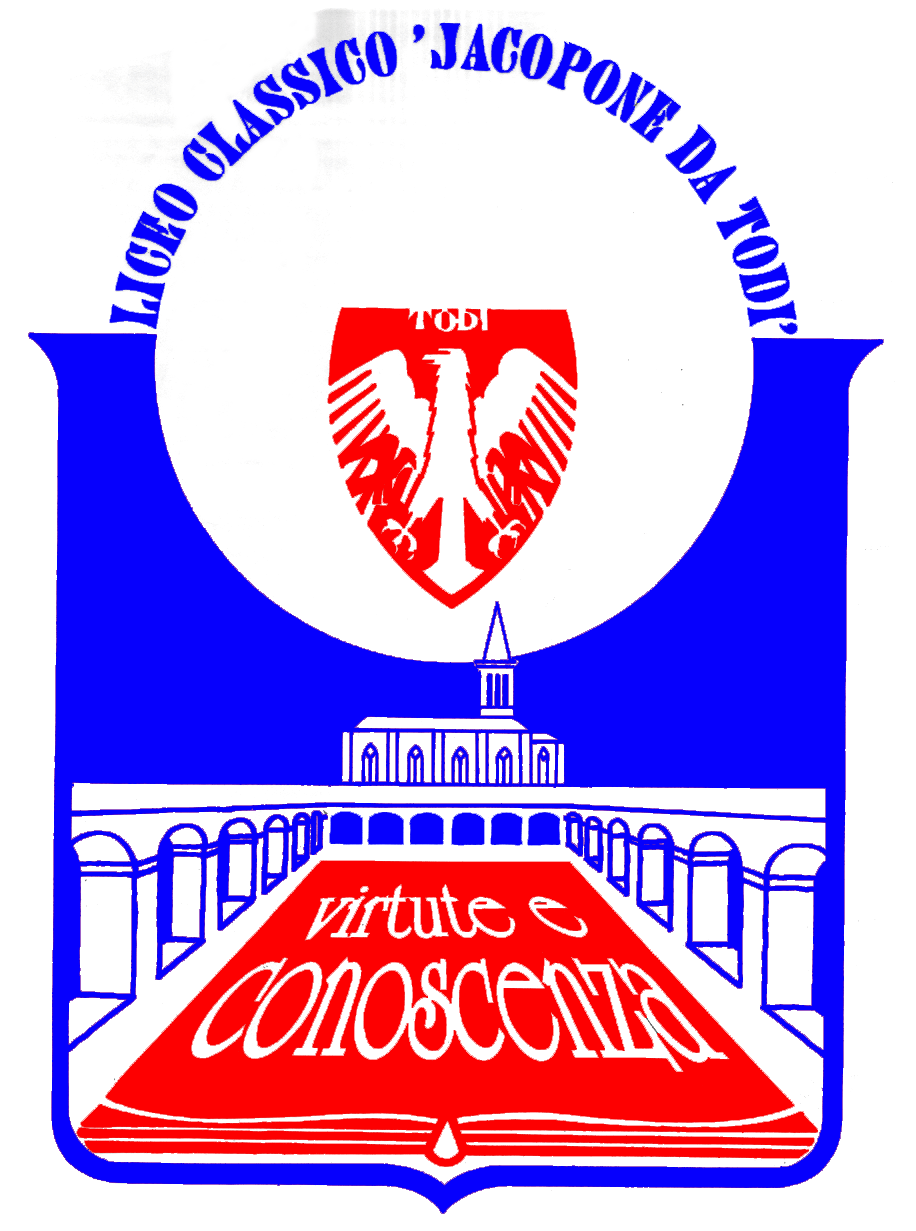 LICEO CLASSICO 'JACOPONE DA TODI'
TODI
virtute e
conoscenza